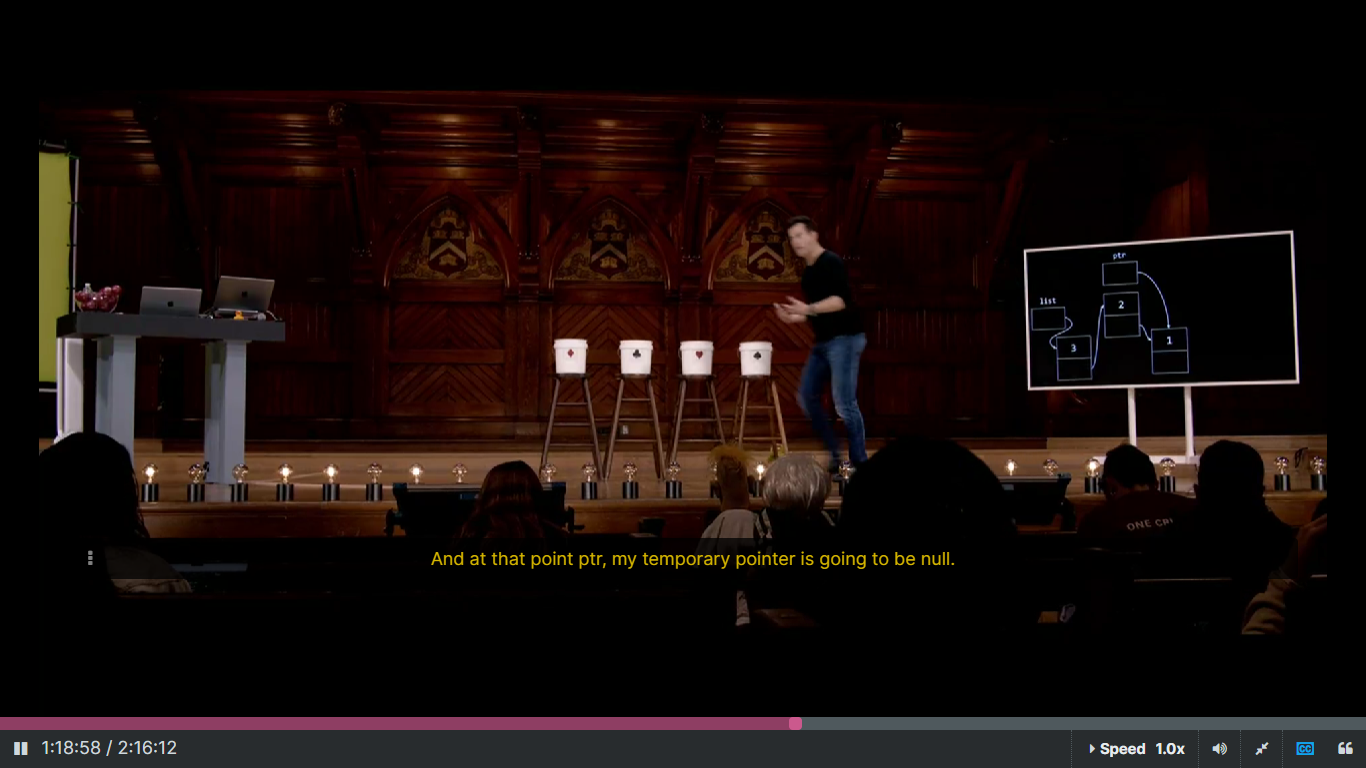 ptr
list
2
3
1
ONE CR
And at that point ptr, my temporary pointer is going to be null.
1:18:58 / 2:16:12
Speed 1.0x
CC